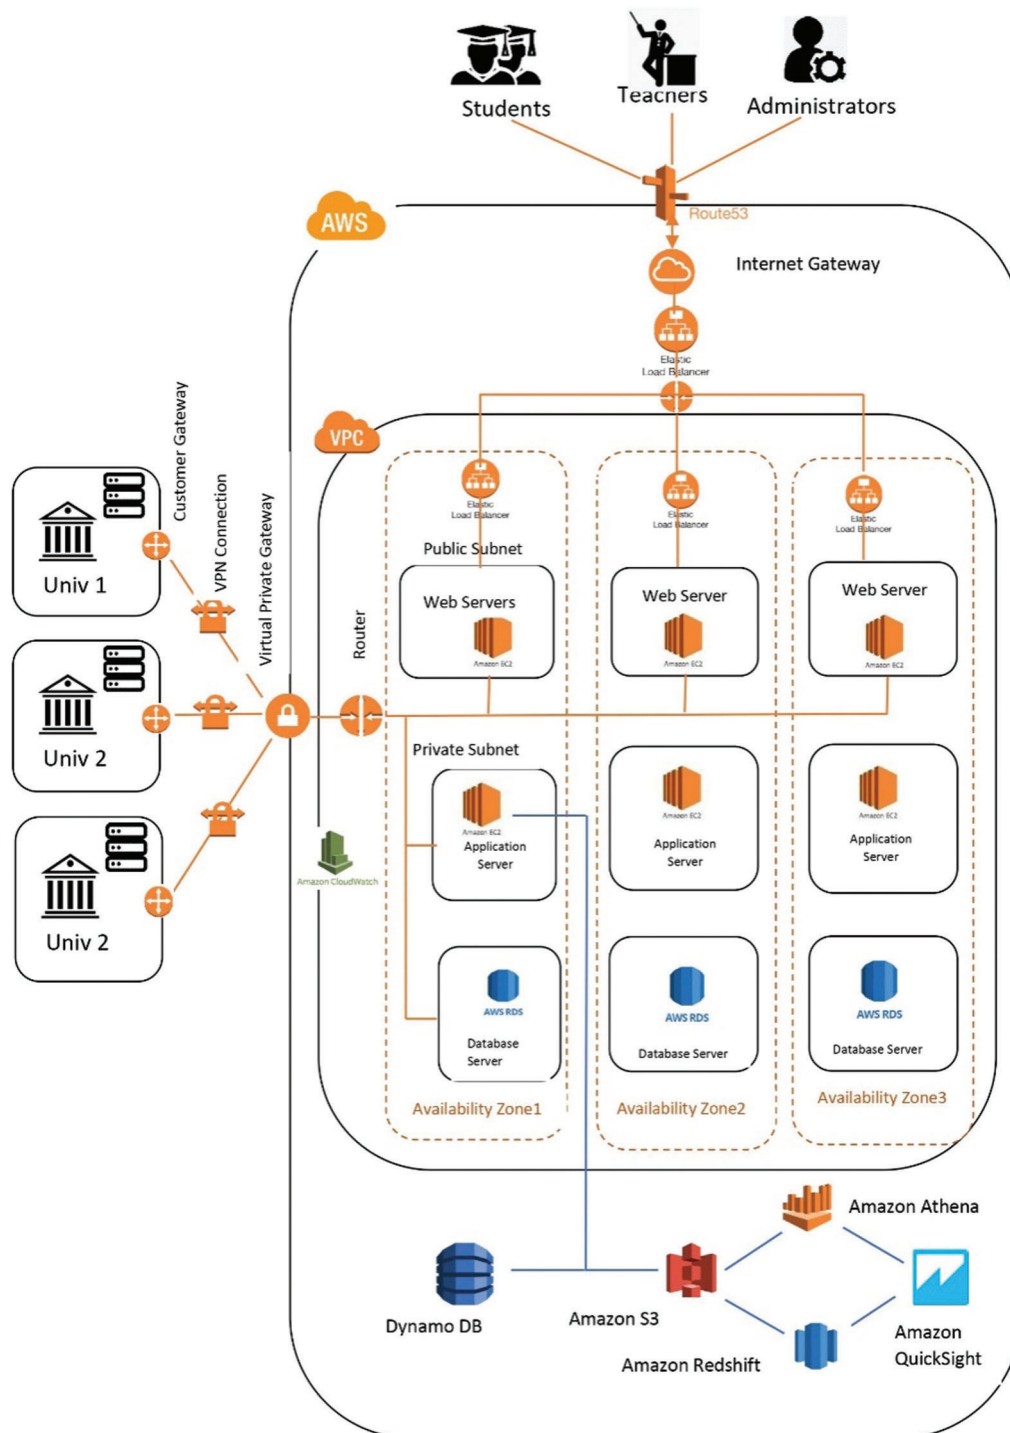 Students
Teachers
Administrators
AWS
Route53
Internet Gateway
Elastic
Load Balancer
VPC
Customer Gateway
VPN Connection
Virtual Private Gateway
Router
Elastic
Load Balancer
Elastic
Load Balancer
Elastic
Load Balancer
Public Subnet
Web Servers
Amazon EC2
Web Server
Amazon EC2
Web Server
Amazon EC2
Univ 1
Univ 2
Univ 2
Private Subnet
Amazon EC2
Application
Server
Amazon EC2
Application
Server
Amazon EC2
Application
Server
Amazon CloudWatch
AWS RDS
Database
Server
AWS RDS
Database Server
AWS RDS
Database Server
Availability Zone1
Availability Zone2
Availability Zone3
Amazon Athena
Dynamo DB
Amazon S3
Amazon Redshift
Amazon
QuickSight